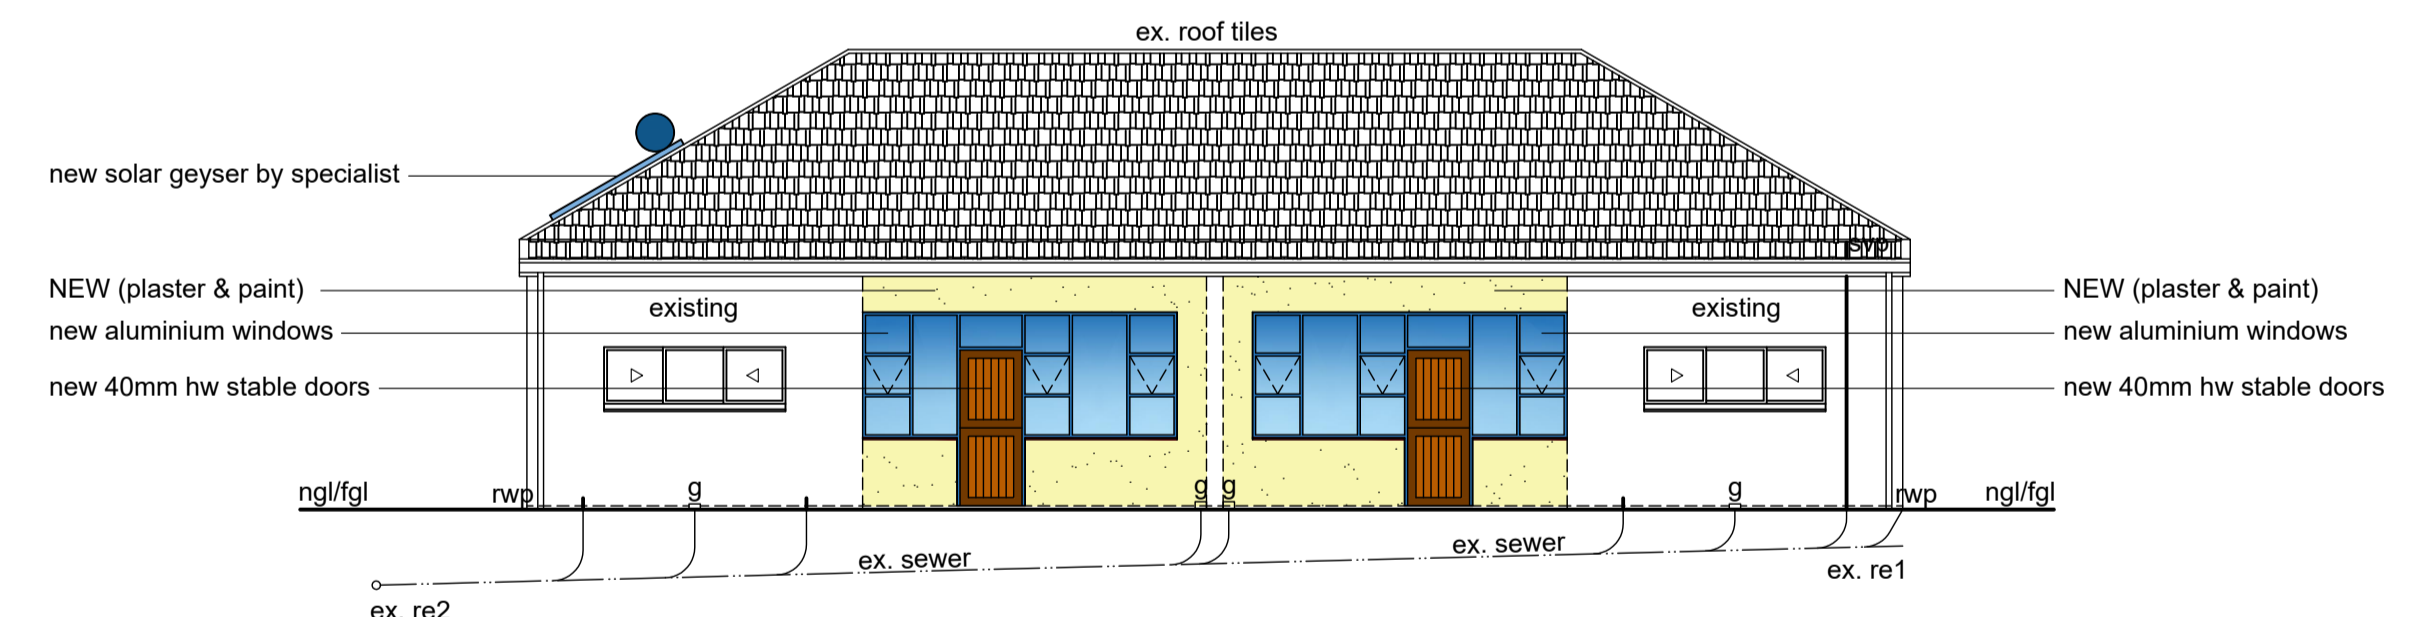 ex. roof tiles
new solar geyser by specialist
svp
NEW (plaster & paint)
NEW (plaster & paint)
existing
existing
new aluminium windows
new aluminium windows
new 40mm hw stable doors
new 40mm hw stable doors
ngl/fgl
rwp
g
g
g
g
rwp
ngl/fgl
ex. sewer
ex. sewer
ex. re1
ex. re2